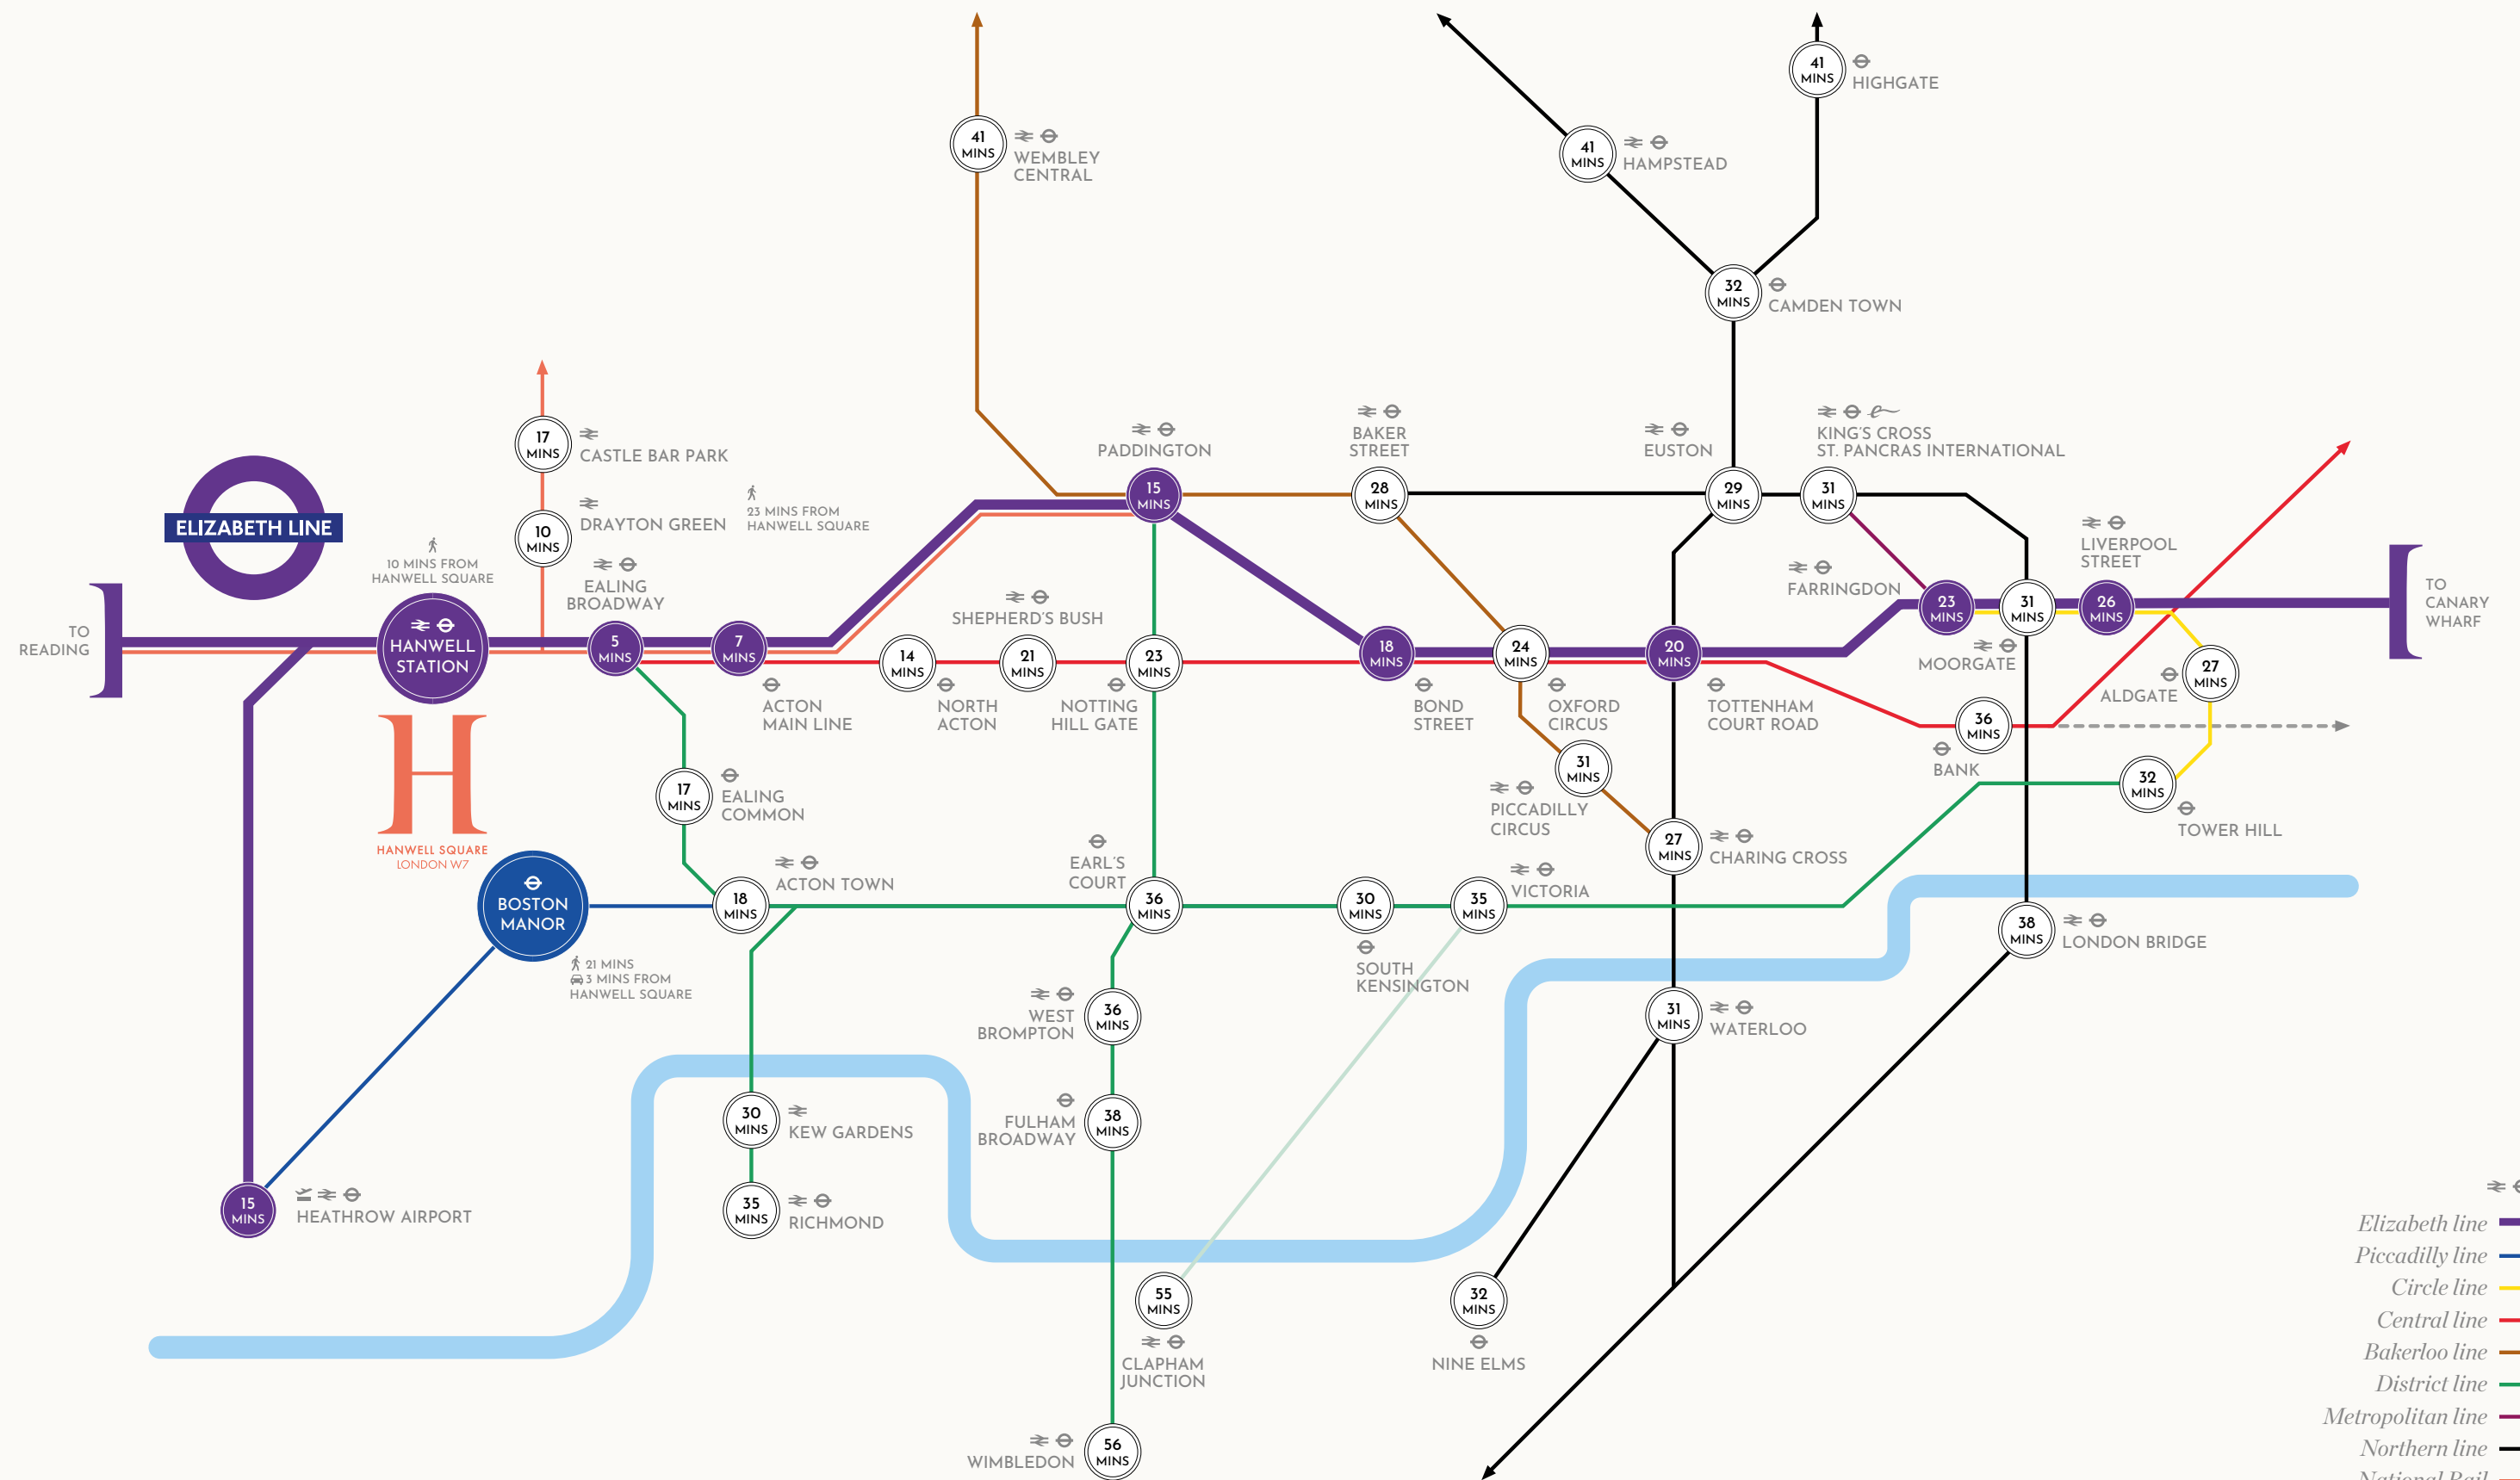 41
MINS
HIGHGATE
41
MINS
WEMBLEY
CENTRAL
41
MINS
HAMPSTEAD
32
MINS
CAMDEN TOWN
17
MINS
CASTLE BAR PARK
10
MINS
DRAYTON GREEN
23 MINS FROM
HANWELL SQUARE
PADDINGTON
15
MINS
BAKER
STREET
28
MINS
EUSTON
29
MINS
KING'S CROSS
ST. PANCRAS INTERNATIONAL
31
MINS
ELIZABETH LINE
10 MINS FROM
HANWELL SQUARE
TO
READING
HANWELL
STATION
EALING
BROADWAY
5
MINS
7
MINS
ACTON
MAIN LINE
14
MINS
NORTH
ACTON
SHEPHERD'S BUSH
21
MINS
23
MINS
NOTTING
HILL GATE
18
MINS
BOND
STREET
24
MINS
OXFORD
CIRCUS
20
MINS
TOTTENHAM
COURT ROAD
FARRINGDON
23
MINS
31
MINS
MOORGATE
LIVERPOOL
STREET
26
MINS
TO
CANARY
WHARF
27
MINS
ALDGATE
36
MINS
BANK
32
MINS
TOWER HILL
31
MINS
PICCADILLY
CIRCUS
27
MINS
CHARING CROSS
H
HANWELL SQUARE
LONDON W7
17
MINS
EALING
COMMON
BOSTON
MANOR
21 MINS
3 MINS FROM
HANWELL SQUARE
18
MINS
ACTON TOWN
EARL'S
COURT
36
MINS
30
MINS
SOUTH
KENSINGTON
35
MINS
VICTORIA
38
MINS
LONDON BRIDGE
31
MINS
WATERLOO
36
MINS
WEST
BROMPTON
38
MINS
FULHAM
BROADWAY
30
MINS
KEW GARDENS
35
MINS
RICHMOND
15
MINS
HEATHROW AIRPORT
55
MINS
CLAPHAM
JUNCTION
32
MINS
NINE ELMS
56
MINS
WIMBLEDON
Elizabeth line
Piccadilly line
Circle line
Central line
Bakerloo line
District line
Metropolitan line
Northern line
National Rail